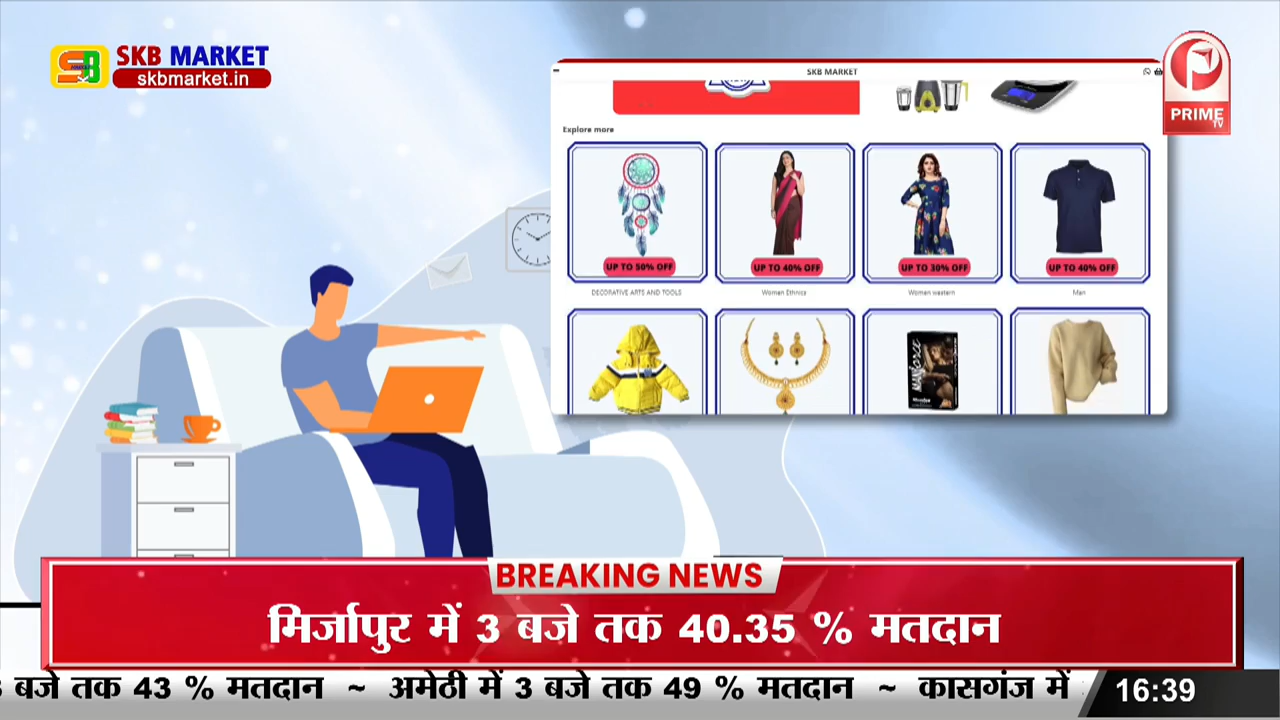 SKB MARKET
skbmarket.in
SKB MARKET
PRIME
TV
Explore more
UP TO 50% OFF
UP TO 40% OFF
UP TO 30% OFF
UP TO 40% OFF
DECORATIVE ARTS AND TOOLS
Women Ethnics
Women western
Man
BREAKING NEWS
मिर्जापुर में 3 बजे तक 40.35 % मतदान
बजे तक 43 % मतदान ~ अमेठी में 3 बजे तक 49 % मतदान ~ कासगंज में
16:39